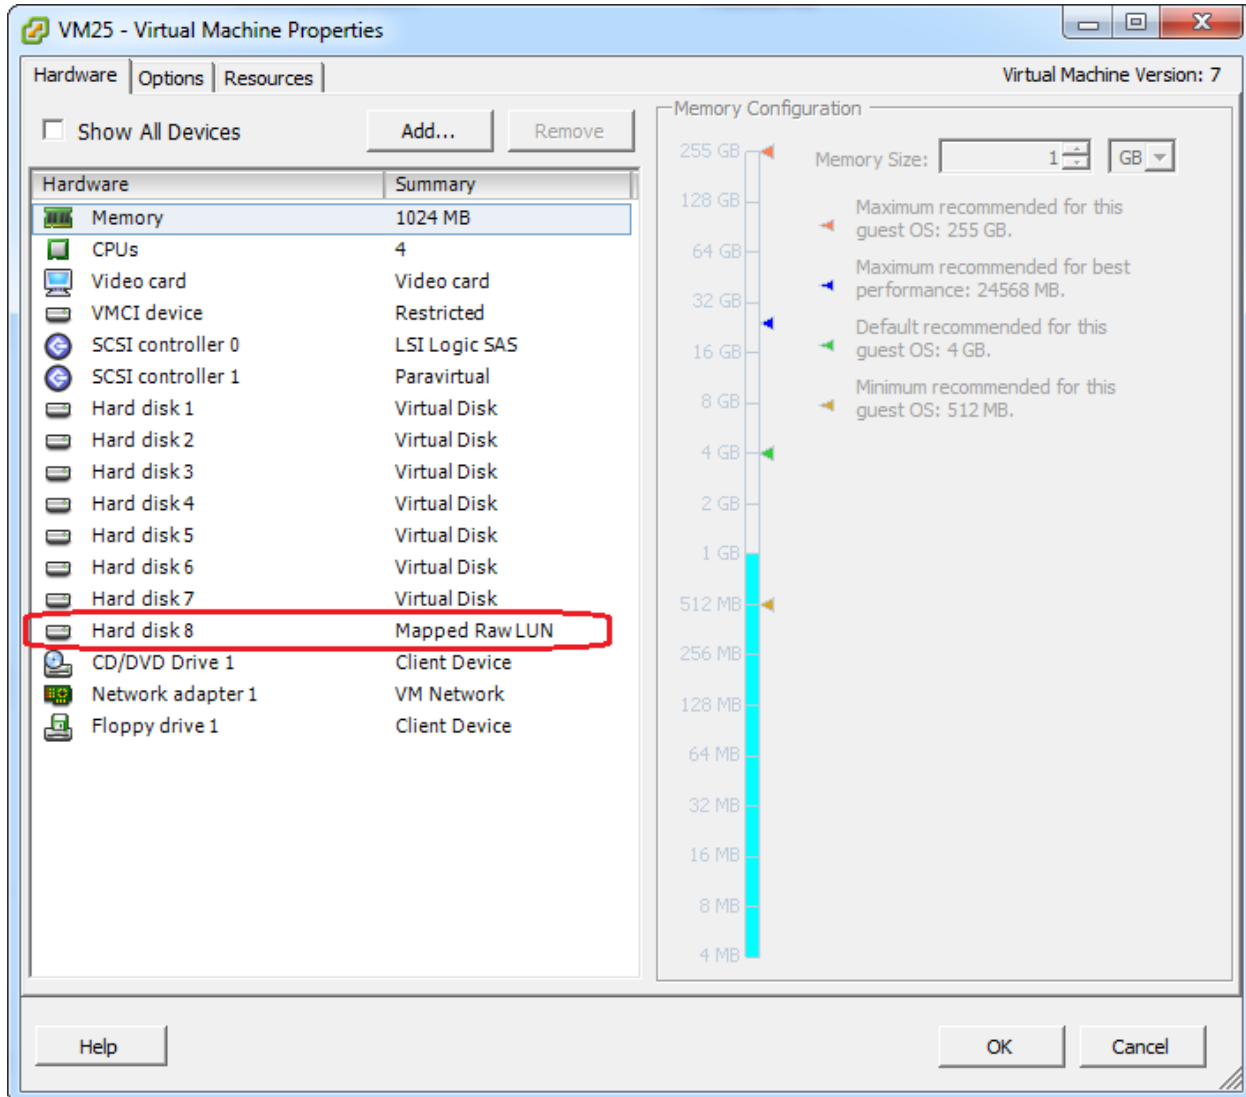 VM25 - Virtual Machine Properties
Hardware Options Resources Virtual Machine Version: 7
Show All Devices Add... Remove
Hardware Summary
Memory 1024 MB
CPUs 4
Video card Video card
VMCI device Restricted
SCSI controller 0 LSI Logic SAS
SCSI controller 1 Paravirtual
Hard disk 1 Virtual Disk
Hard disk 2 Virtual Disk
Hard disk 3 Virtual Disk
Hard disk 4 Virtual Disk
Hard disk 5 Virtual Disk
Hard disk 6 Virtual Disk
Hard disk 7 Virtual Disk
Hard disk 8 Mapped Raw LUN
CD/DVD Drive 1 Client Device
Network adapter 1 VM Network
Floppy drive 1 Client Device
Memory Configuration
255 GB
128 GB
64 GB
32 GB
16 GB
8 GB
4 GB
2 GB
1 GB
512 MB
256 MB
128 MB
64 MB
32 MB
16 MB
8 MB
4 MB
Memory Size: 1 GB
Maximum recommended for this
guest OS: 255 GB.
Maximum recommended for best
performance: 24568 MB.
Default recommended for this
guest OS: 4 GB.
Minimum recommended for this
guest OS: 512 MB.
Help OK Cancel